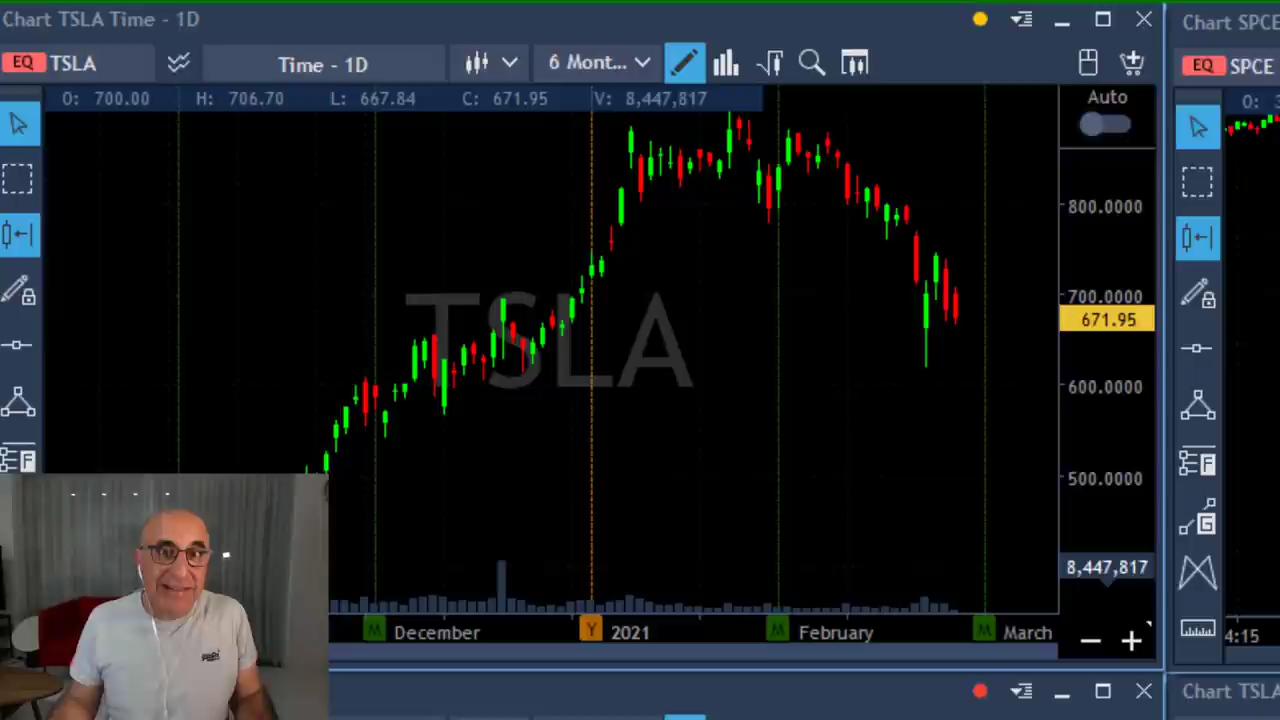 Chart TSLA Time - 1D
Chart SPCE
EQ TSLA
Time - 1D
6 Mont...
EQ SPCE
O: 700.00 H: 706.70 L: 667.84 C: 671.95 V: 8,447,817
Auto
O:
800.0000
TSLA
700.0000
671.95
600.0000
F
500.0000
F
G
8,447,817
M December
Y 2021
M February
M March
4:15
Chart TSLA